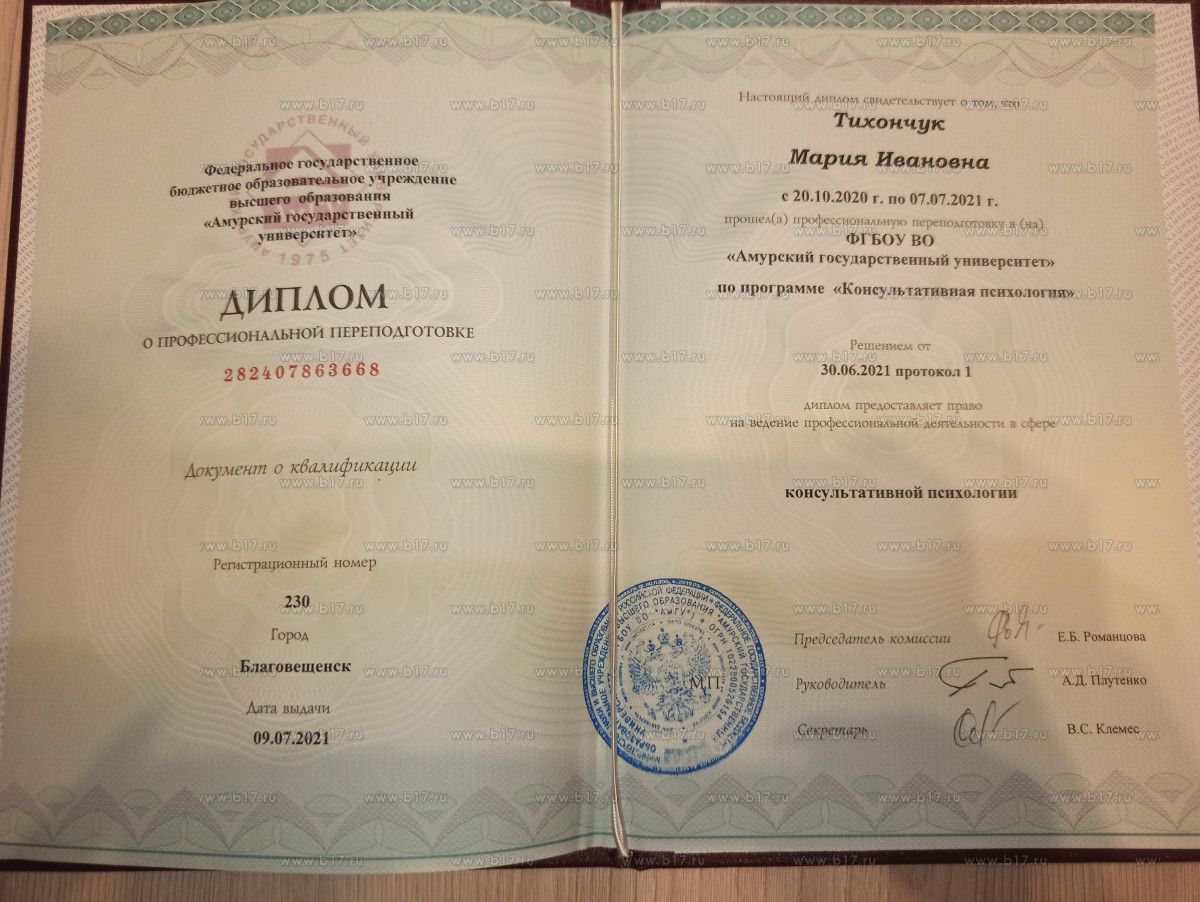 Федеральное государственное
бюджетное образовательное учреждение
высшего образования
«Амурский государственный
университет»
1975
ДИПЛОМ
О ПРОФЕССИОНАЛЬНОЙ ПЕРЕПОДГОТОВКЕ
282407863668
Документ о квалификации
Регистрационный номер
230
Город
Благовещенск
Дата выдачи
09.07.2021
Настоящий диплом свидетельствует о том, что
Тихончук
Мария Ивановна
с 20.10.2020 г. по 07.07.2021 г.
прошел(а) профессиональную переподготовку в (на)
ФГБОУ ВО
«Амурский государственный университет»
по программе «Консультативная психология»
Решением от
30.06.2021 протокол 1
диплом предоставляет право
на ведение профессиональной деятельности в сфере
консультативной психологии
М.П.
Председатель комиссии Е.Б. Романцова
Руководитель А.Д. Плутенко
Секретарь В.С. Клемес
www.b17.ru